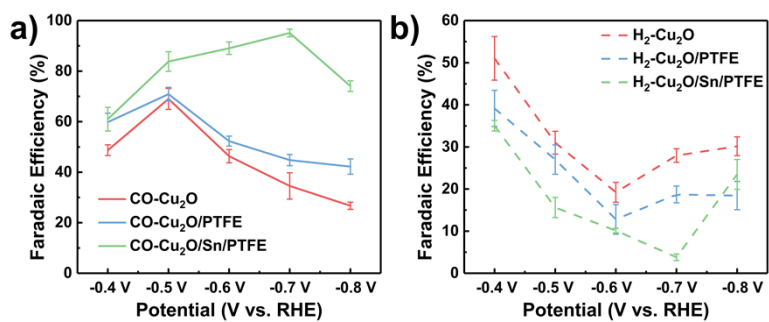 a)
Faradaic Efficiency (%)
100
80
60
40
20
0
CO-Cu₂O
CO-Cu₂O/PTFE
CO-Cu₂O/Sn/PTFE
-0.4 V -0.5 V -0.6 V -0.7 V -0.8 V
Potential (V vs. RHE)
b)
Faradaic Efficiency (%)
60
50
40
30
20
10
0
H₂-Cu₂O
H₂-Cu₂O/PTFE
H₂-Cu₂O/Sn/PTFE
-0.4 V -0.5 V -0.6 V -0.7 V -0.8 V
Potential (V vs. RHE)